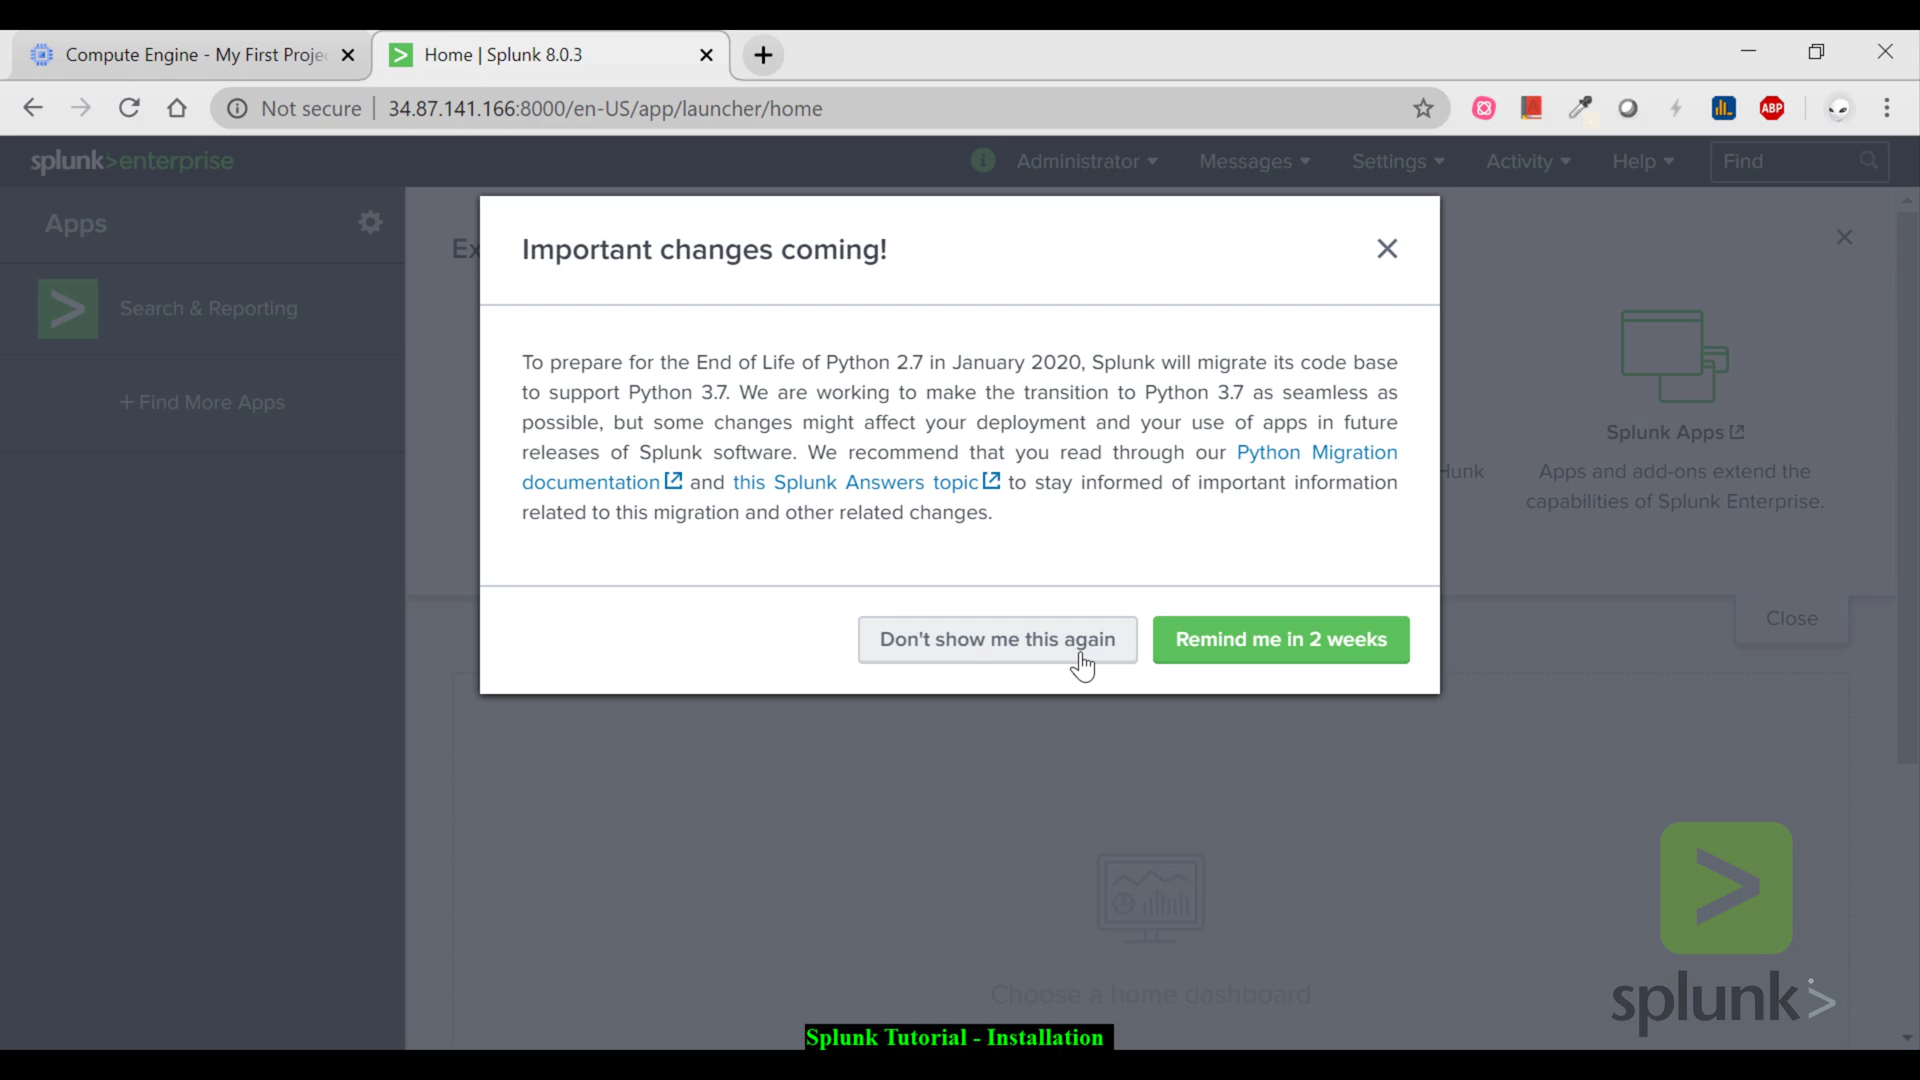 Compute Engine - My First Proje
Home | Splunk 8.0.3
Not secure | 34.87.141.166:8000/en-US/app/launcher/home
ABP
splunk>enterprise
i Administrator Messages Settings Activity Help Find
Apps
Ex
Search & Reporting
+ Find More Apps
Important changes coming!
To prepare for the End of Life of Python 2.7 in January 2020, Splunk will migrate its code base
to support Python 3.7. We are working to make the transition to Python 3.7 as seamless as
possible, but some changes might affect your deployment and your use of apps in future
releases of Splunk software. We recommend that you read through our Python Migration
documentation and this Splunk Answers topic to stay informed of important information
related to this migration and other related changes.
Don't show me this again
Remind me in 2 weeks
Splunk Apps
Hunk
Apps and add-ons extend the
capabilities of Splunk Enterprise.
Close
Choose a home dashboard
splunk>
Splunk Tutorial - Installation